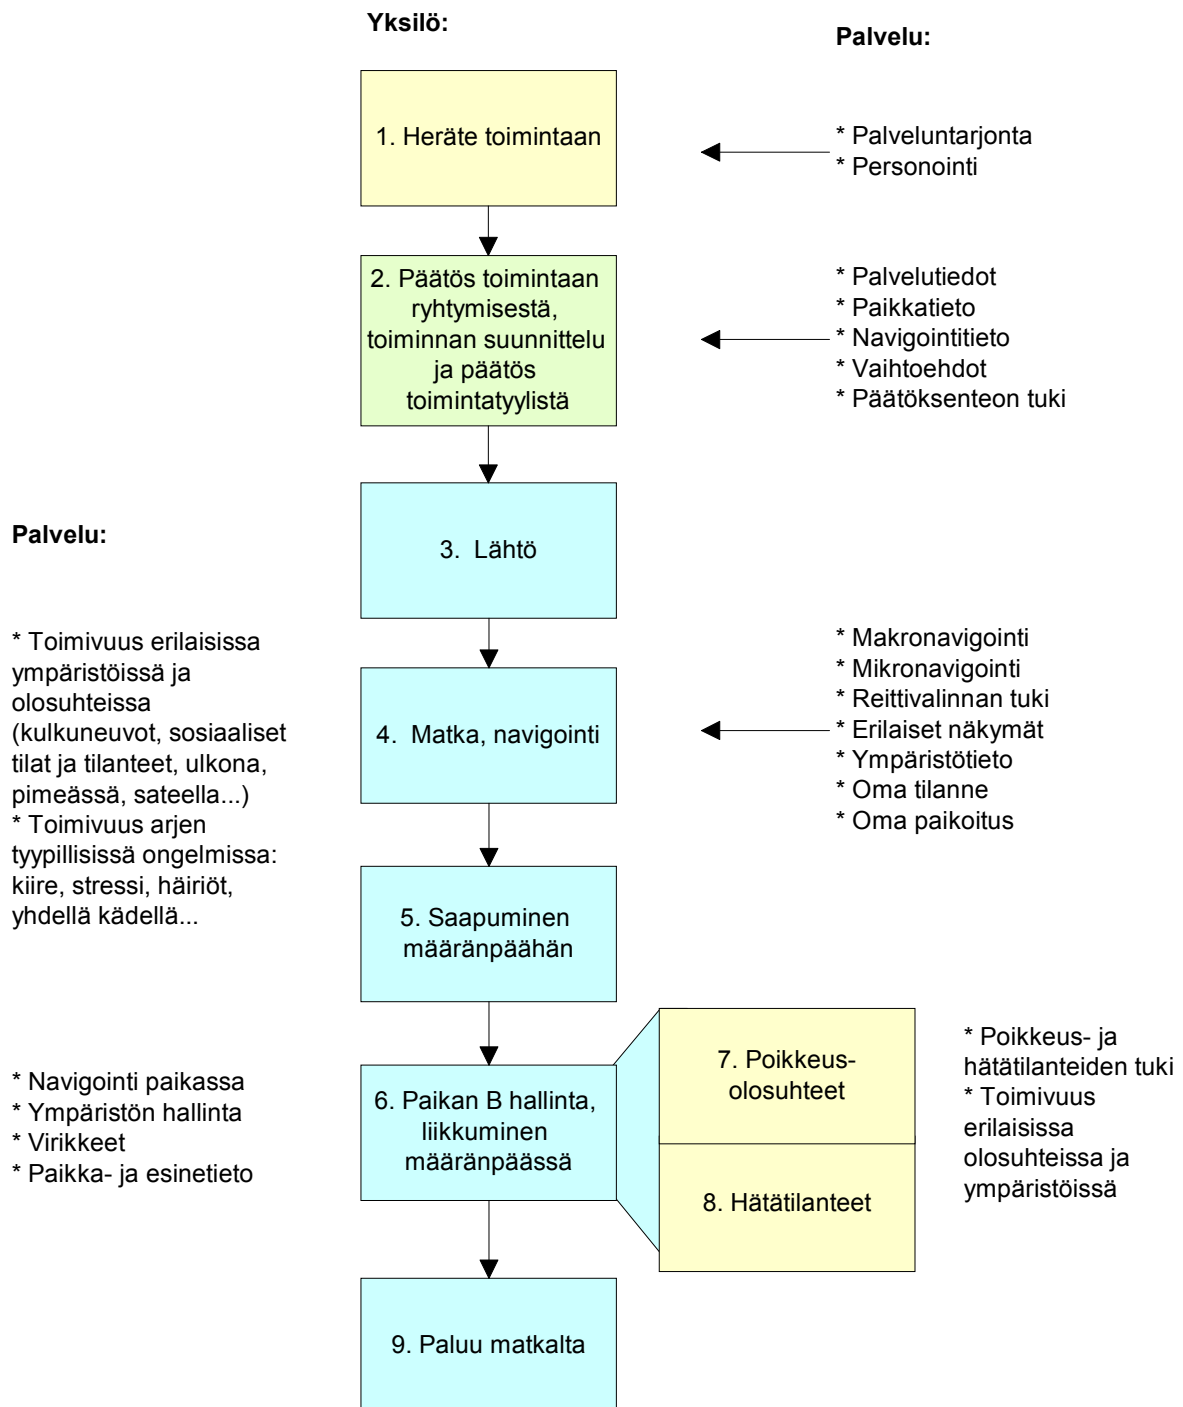 Yksilö:
Palvelu:
1. Heräte toimintaan
* Palveluntarjonta
* Personointi
2. Päätös toimintaan
ryhtymisestä,
toiminnan suunnittelu
ja päätös
toimintatyylistä
* Palvelutiedot
* Paikkatieto
* Navigointitieto
* Vaihtoehdot
* Päätöksenteon tuki
3. Lähtö
Palvelu:
* Toimivuus erilaisissa
ympäristöissä ja
olosuhteissa
(kulkuneuvot, sosiaaliset
tilat ja tilanteet, ulkona,
pimeässä, sateella...)
* Toimivuus arjen
tyypillisissä ongelmissa:
kiire, stressi, häiriöt,
yhdellä kädellä...
4. Matka, navigointi
* Makronavigointi
* Mikronavigointi
* Reittivalinnan tuki
* Erilaiset näkymät
* Ympäristötieto
* Oma tilanne
* Oma paikoitus
5. Saapuminen
määränpäähän
* Navigointi paikassa
* Ympäristön hallinta
* Virikkeet
* Paikka- ja esinetieto
6. Paikan B hallinta,
liikkuminen
määränpäässä
7. Poikkeus-
olosuhteet
8. Hätätilanteet
* Poikkeus- ja
hätätilanteiden tuki
* Toimivuus
erilaisissa
olosuhteissa ja
ympäristöissä
9. Paluu matkalta